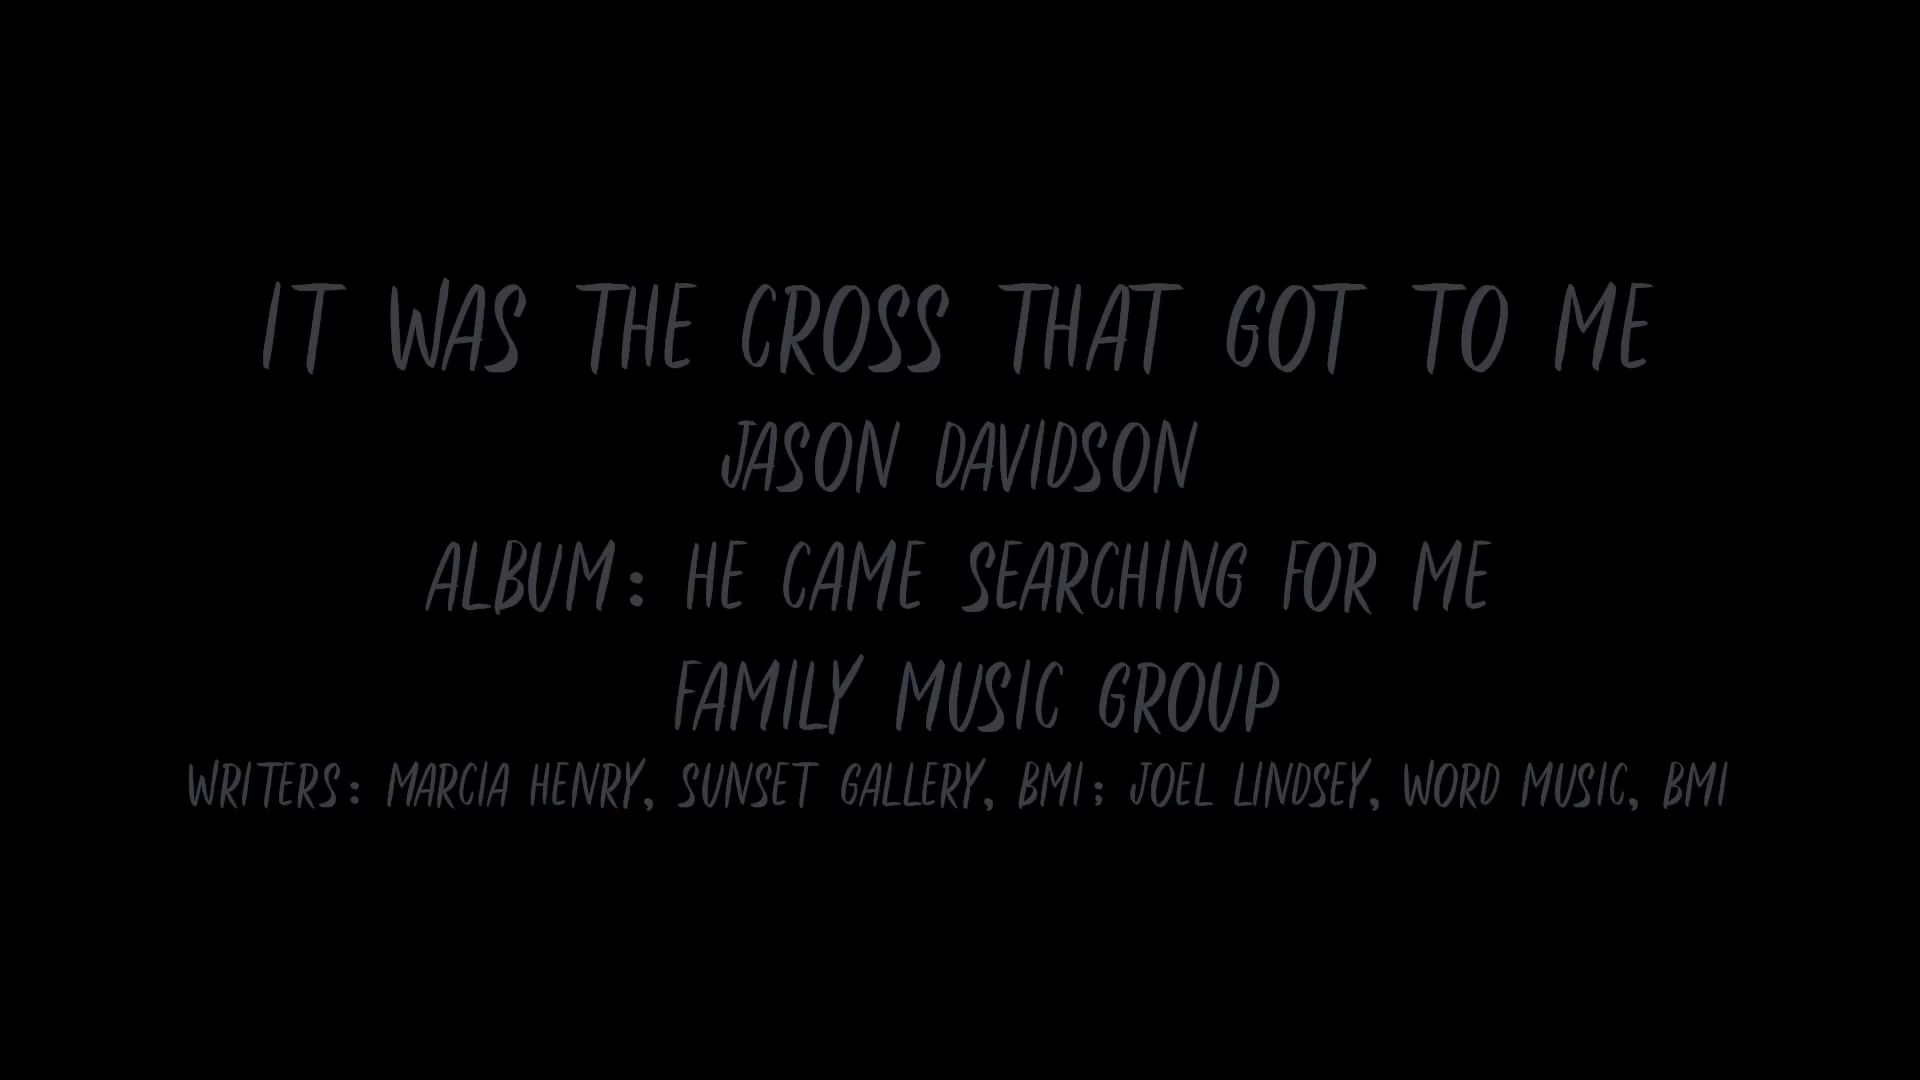 IT WAS THE CROSS THAT GOT TO ME
JASON DAVIDSON
ALBUM: HE CAME SEARCHING FOR ME
FAMILY MUSIC GROUP
WRITERS: MARCIA HENRY, SUNSET GALLERY, BMI; JOEL LINDSEY, WORD MUSIC, BMI